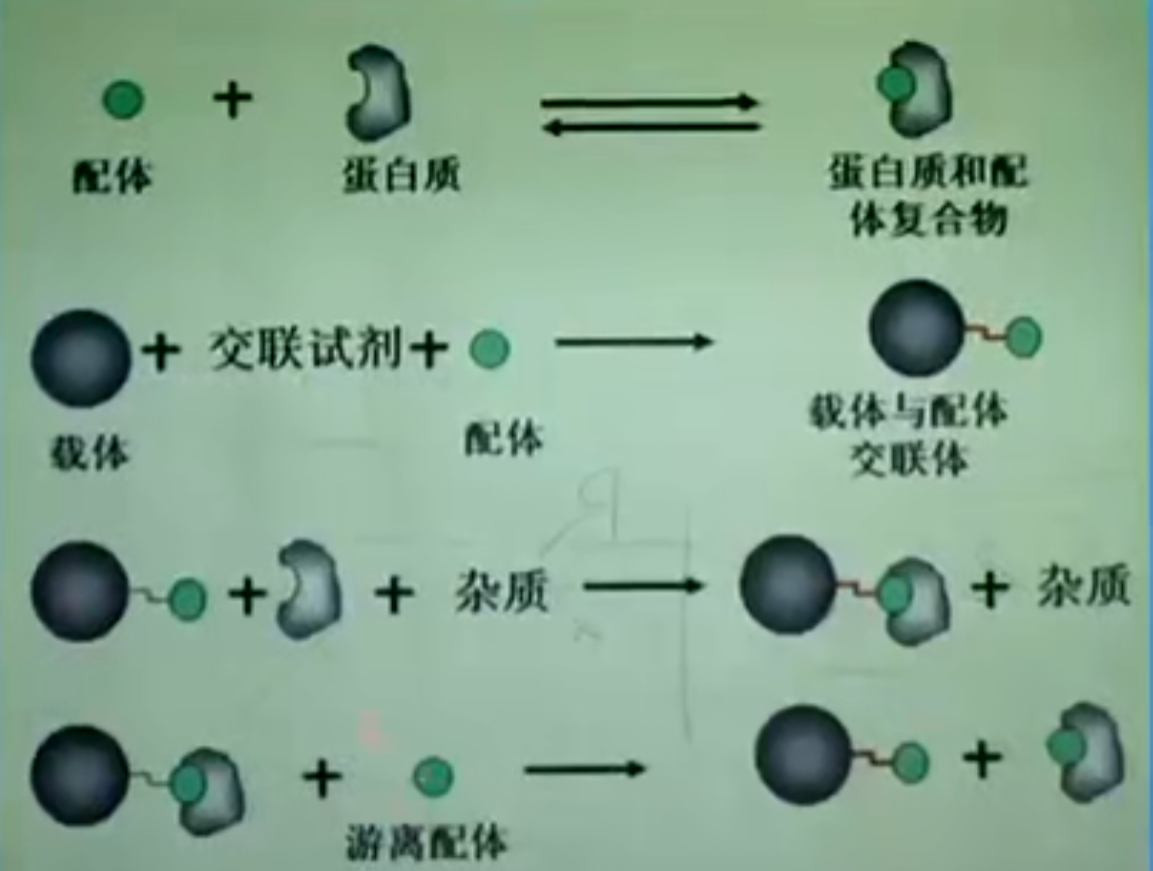 +
配体
蛋白质
蛋白质和配
体复合物
+ 交联试剂 +
载体
配体
载体与配体
交联体
+ + 杂质
+ 杂质
+
游离配体
+